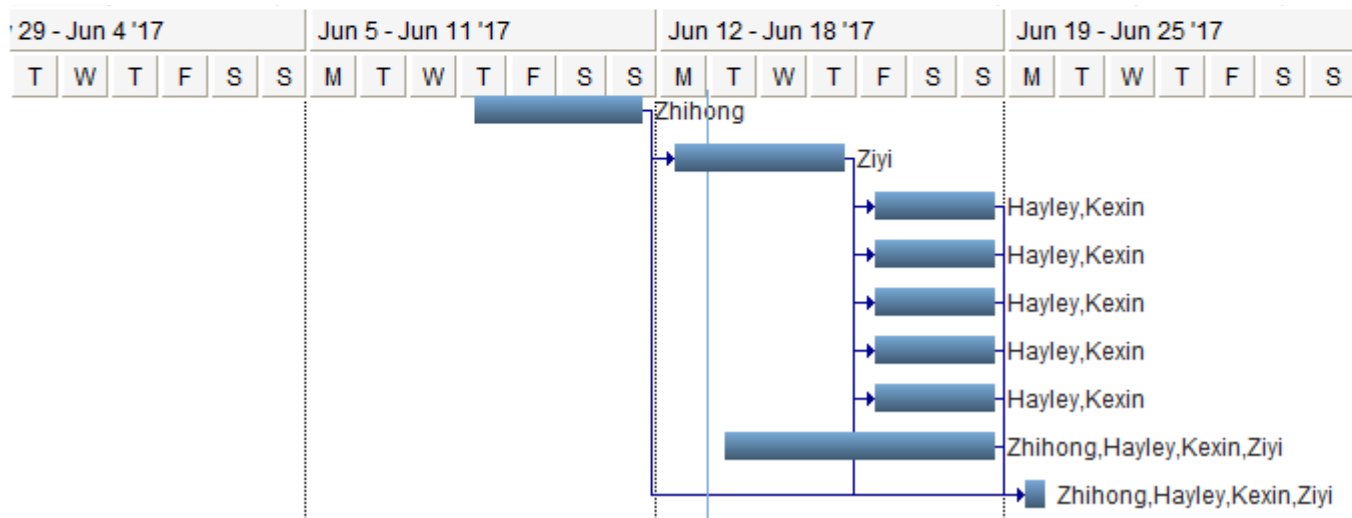 29 - Jun 4 '17 Jun 5 - Jun 11 '17 Jun 12 - Jun 18 '17 Jun 19 - Jun 25 '17
T W T F S S M T W T F S S M T W T F S S M T W T F S S
Zhihong
Ziyi
Hayley,Kexin
Hayley,Kexin
Hayley,Kexin
Hayley,Kexin
Hayley,Kexin
Zhihong,Hayley,Kexin,Ziyi
Zhihong,Hayley,Kexin,Ziyi